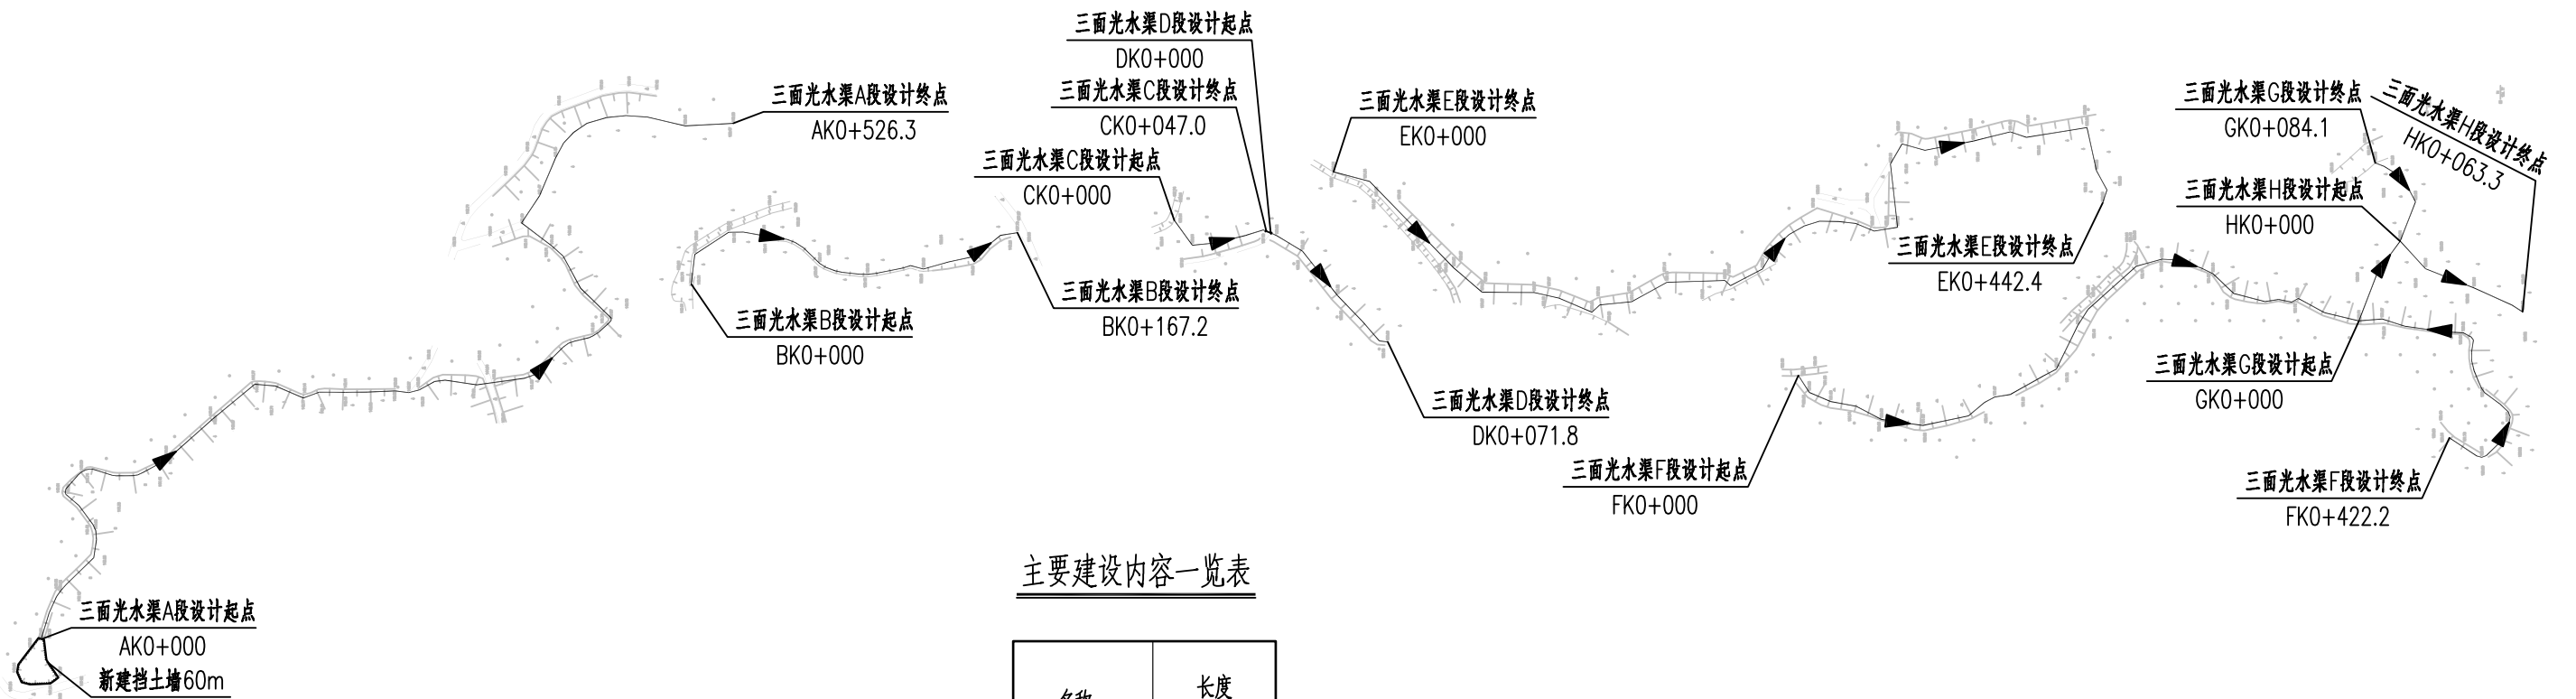 三面光水渠D段设计起点
DK0+000
三面光水渠C段设计终点
CK0+047.0
三面光水渠C段设计起点
CK0+000
三面光水渠A段设计终点
AK0+526.3
三面光水渠E段设计终点
EK0+000
三面光水渠G段设计终点
GK0+084.1
三面光水渠H段设计终点
HK0+063.3
三面光水渠H段设计起点
HK0+000
三面光水渠E段设计终点
EK0+442.4
三面光水渠B段设计终点
BK0+167.2
三面光水渠B段设计起点
BK0+000
三面光水渠G段设计起点
GK0+000
三面光水渠D段设计终点
DK0+071.8
三面光水渠F段设计起点
FK0+000
三面光水渠F段设计终点
FK0+422.2
主要建设内容一览表
三面光水渠A段设计起点
AK0+000
新建挡土墙60m
名称
长度